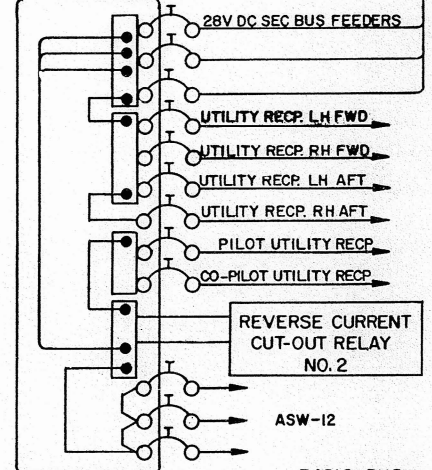 28V DC SEC BUS FEEDERS
UTILITY RECP. LH FWD
UTILITY RECP. RH FWD
UTILITY RECP. LH AFT
UTILITY RECP. RH AFT
PILOT UTILITY RECP
CO-PILOT UTILITY RECP
REVERSE CURRENT
CUT-OUT RELAY
NO. 2
ASW-12